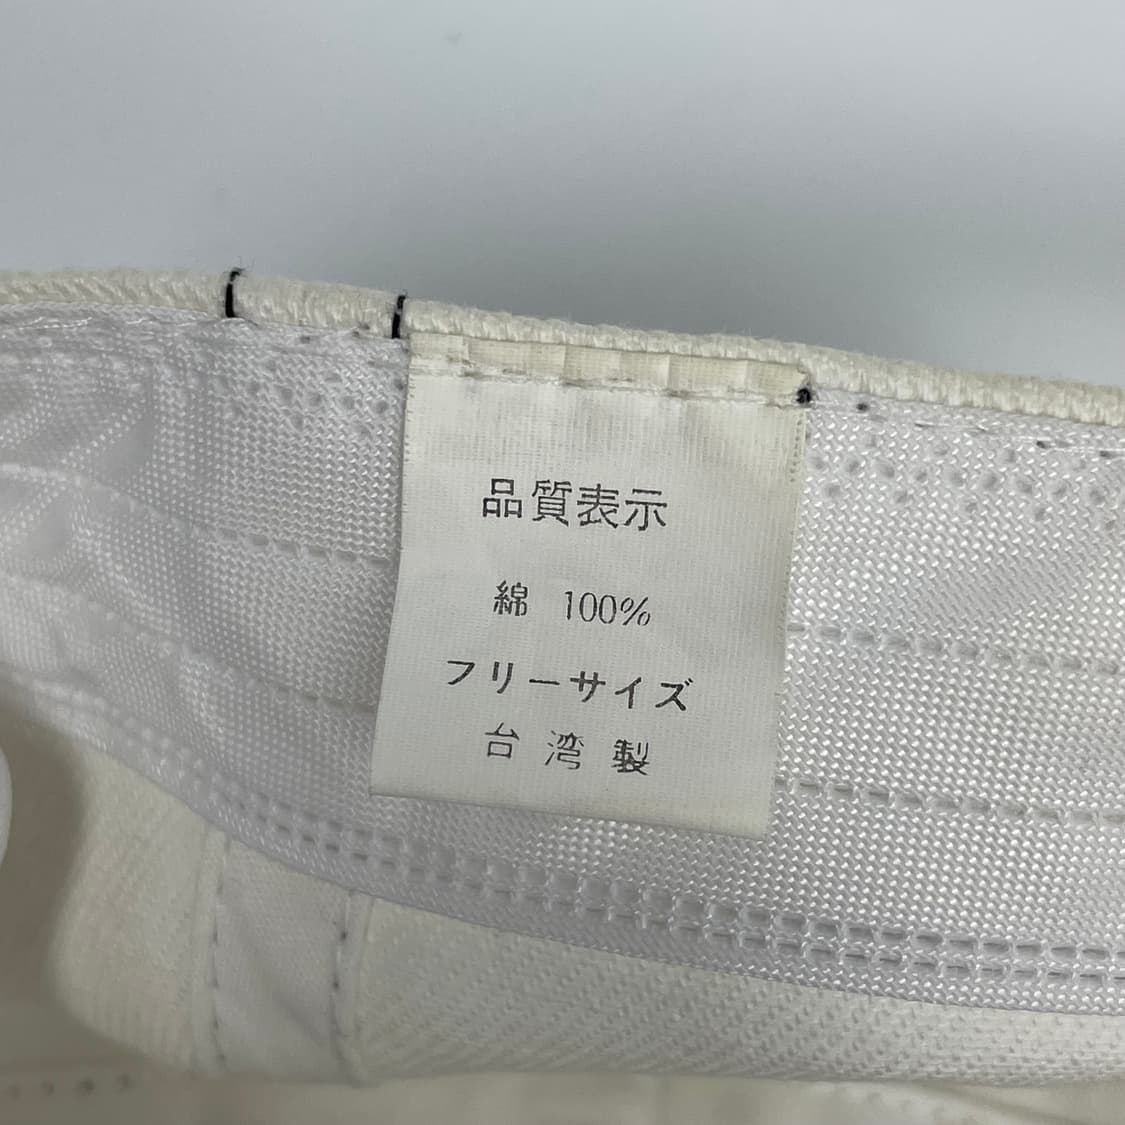 品質表示
綿 100%
フリーサイズ
台湾製